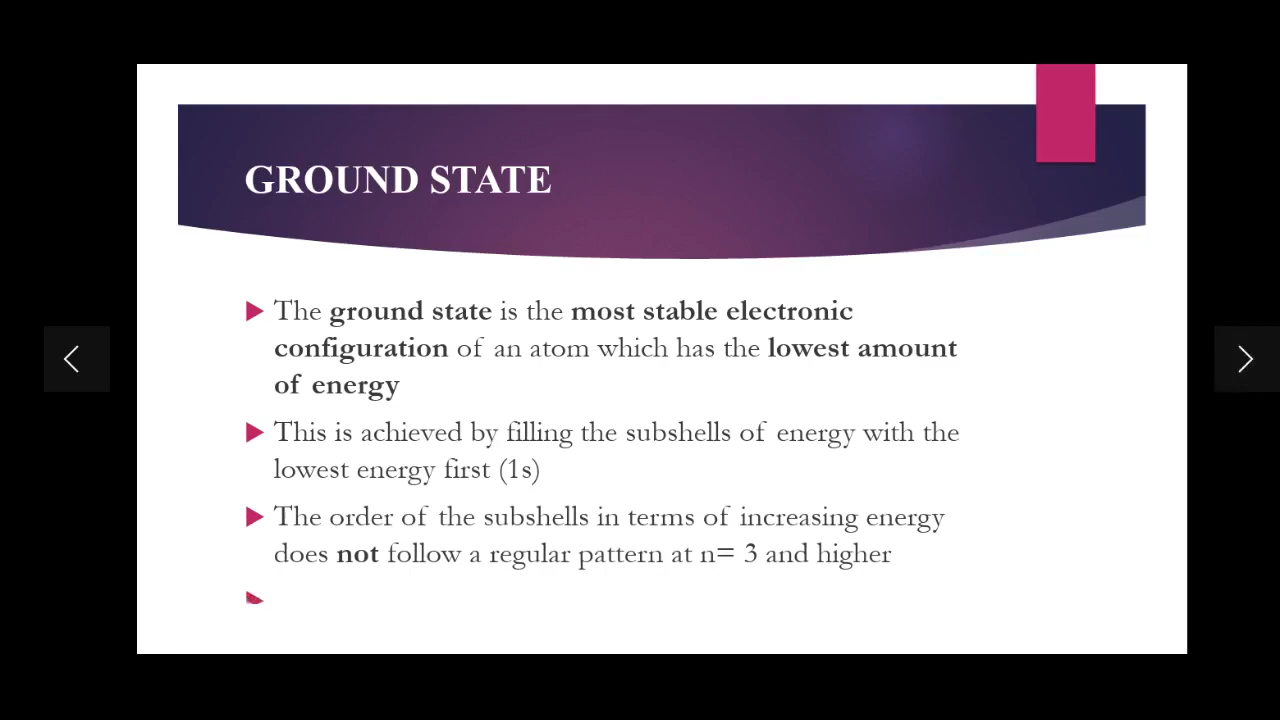 GROUND STATE
The ground state is the most stable electronic
configuration of an atom which has the lowest amount
of energy
This is achieved by filling the subshells of energy with the
lowest energy first (1s)
The order of the subshells in terms of increasing energy
does not follow a regular pattern at n= 3 and higher